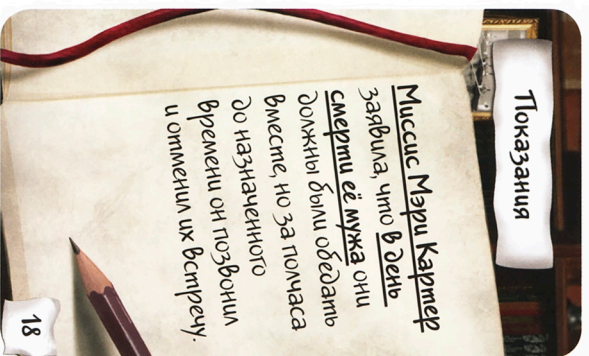 Показания
Миссис Мэри Картер
заявила, что в день
смерти её мужа они
должны были обедать
вместе, но за полчаса
до назначенного
времени он позвонил
и отменил их встречу.
18